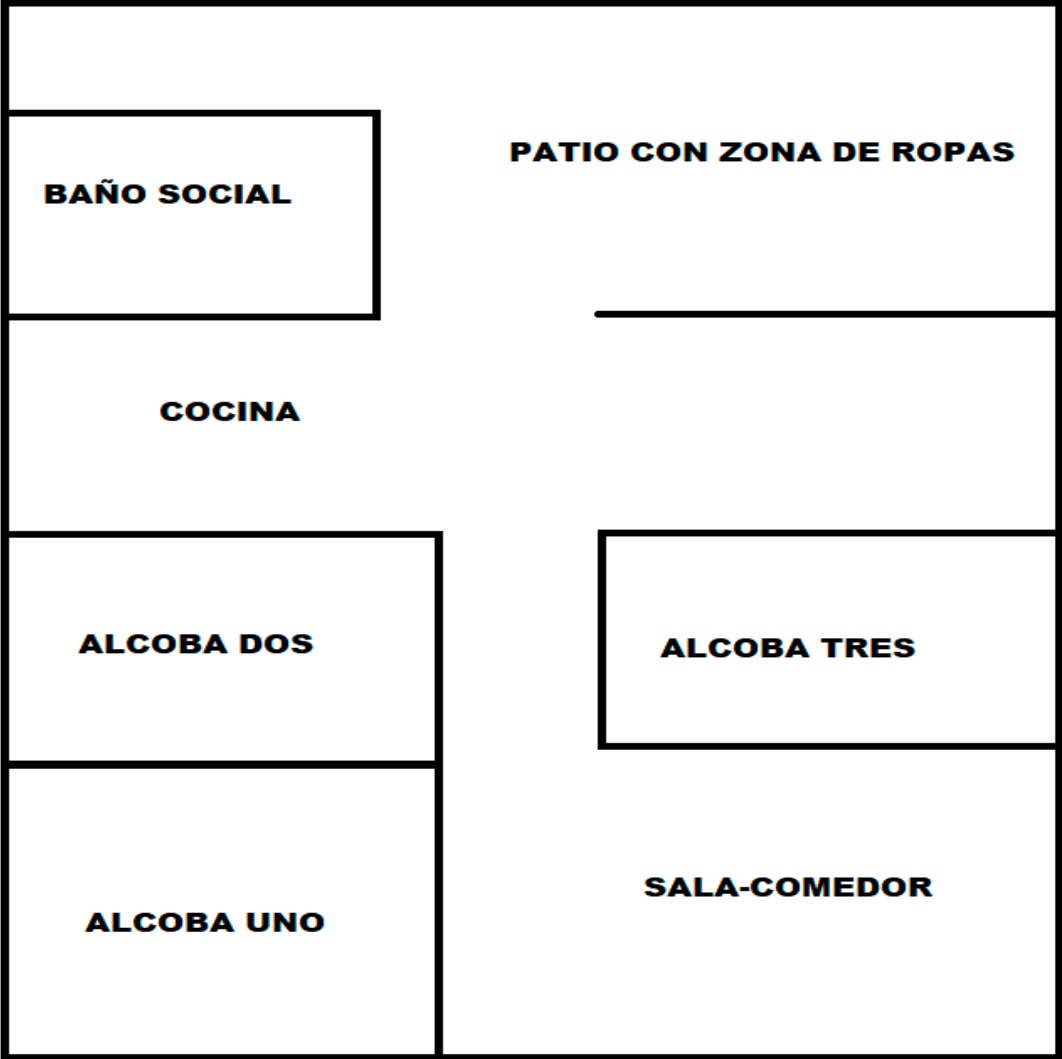 PATIO CON ZONA DE ROPAS
BAÑO SOCIAL
COCINA
ALCOBA DOS
ALCOBA TRES
SALA-COMEDOR
ALCOBA UNO